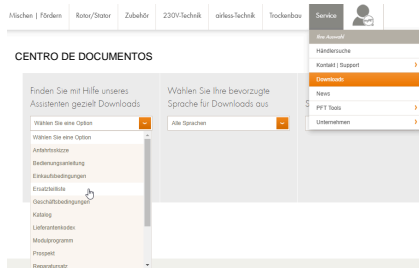 Mischen | Fördern Rotor/Stator Zubehör 230V-Technik airless-Technik Trockenbau Service
Ihre Auswahl
Händlersuche
Kontakt | Support
Downloads
News
PFT Tools
Unternehmen
CENTRO DE DOCUMENTOS
Finden Sie mit Hilfe unseres
Assistenten gezielt Downloads
Wählen Sie eine Option
Wählen Sie eine Option
Anfahrtsskizze
Bedienungsanleitung
Einkaufsbedingungen
Ersatzteilliste
Geschäftsbedingungen
Katalog
Lieferantenkodex
Modulprogramm
Prospekt
Reparatursatz
Wählen Sie Ihre bevorzugte
Sprache für Downloads aus
Alle Sprachen
S